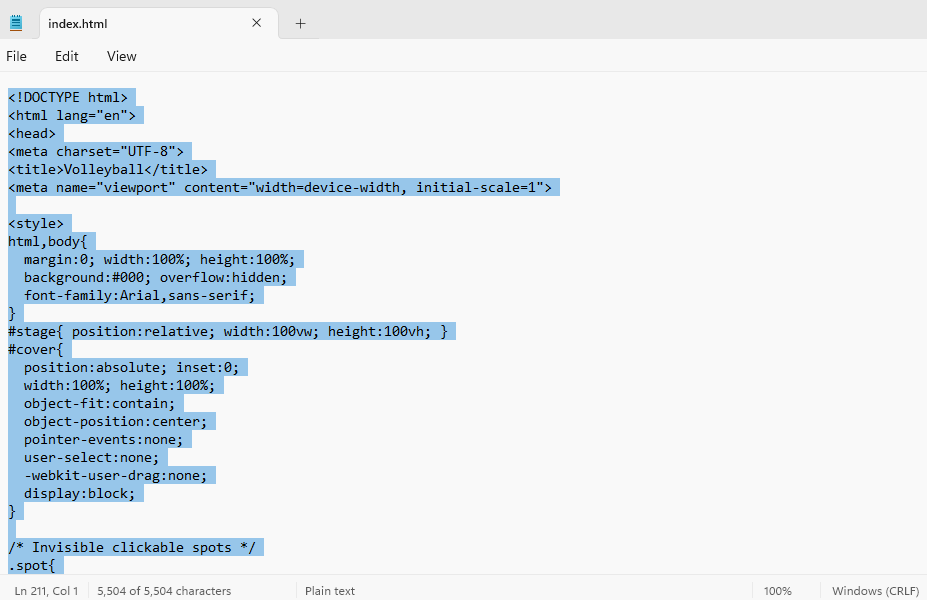 index.html
File Edit View
<!DOCTYPE html>
<html lang="en">
<head>
<meta charset="UTF-8">
<title>Volleyball</title>
<meta name="viewport" content="width=device-width, initial-scale=1">
<style>
html,body{
  margin:0; width:100%; height:100%;
  background:#000; overflow:hidden;
  font-family:Arial,sans-serif;
}
#stage{ position:relative; width:100vw; height:100vh; }
#cover{
  position:absolute; inset:0;
  width:100%; height:100%;
  object-fit:contain;
  object-position:center;
  pointer-events:none;
  user-select:none;
  -webkit-user-drag:none;
  display:block;
}
/* Invisible clickable spots */
.spot{
Ln 211, Col 1 5,504 of 5,504 characters Plain text 100% Windows (CRLF)